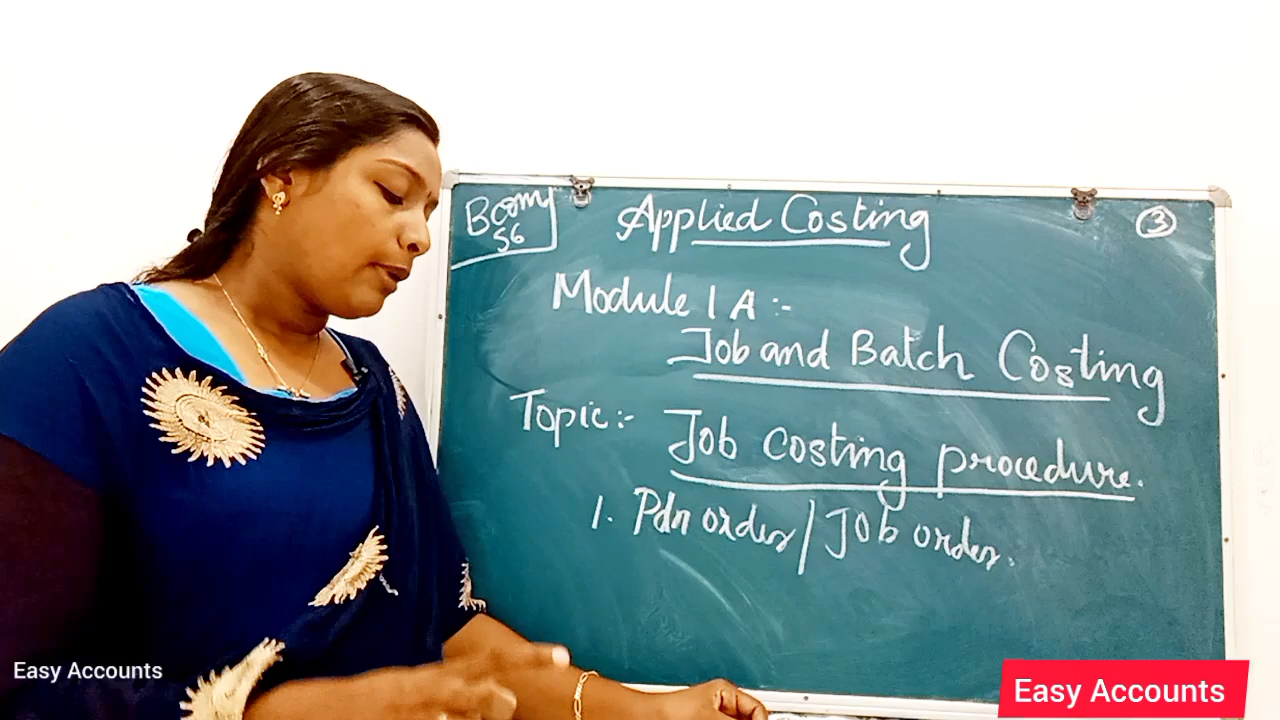 Bcom
S6
Applied Costing
3
Module 1 A :-
Job and Batch Costing
Topic :- Job costing procedure.
1. Pdn order / JOb order.
Easy Accounts
Easy Accounts